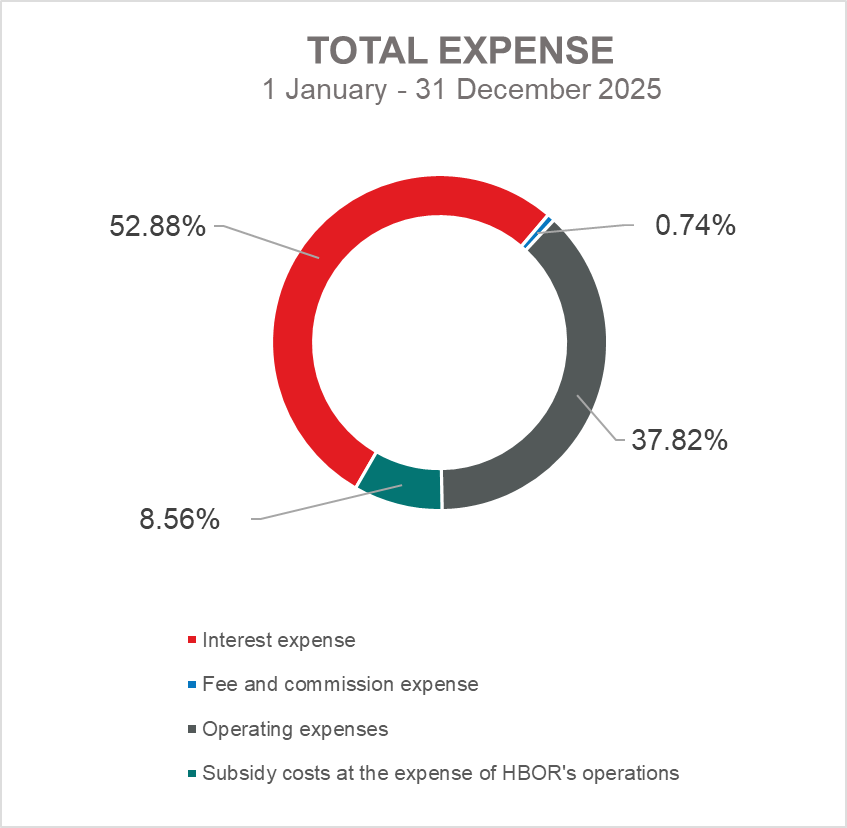 TOTAL EXPENSE
1 January - 31 December 2025
52.88%
0.74%
37.82%
8.56%
Interest expense
Fee and commission expense
Operating expenses
Subsidy costs at the expense of HBOR's operations